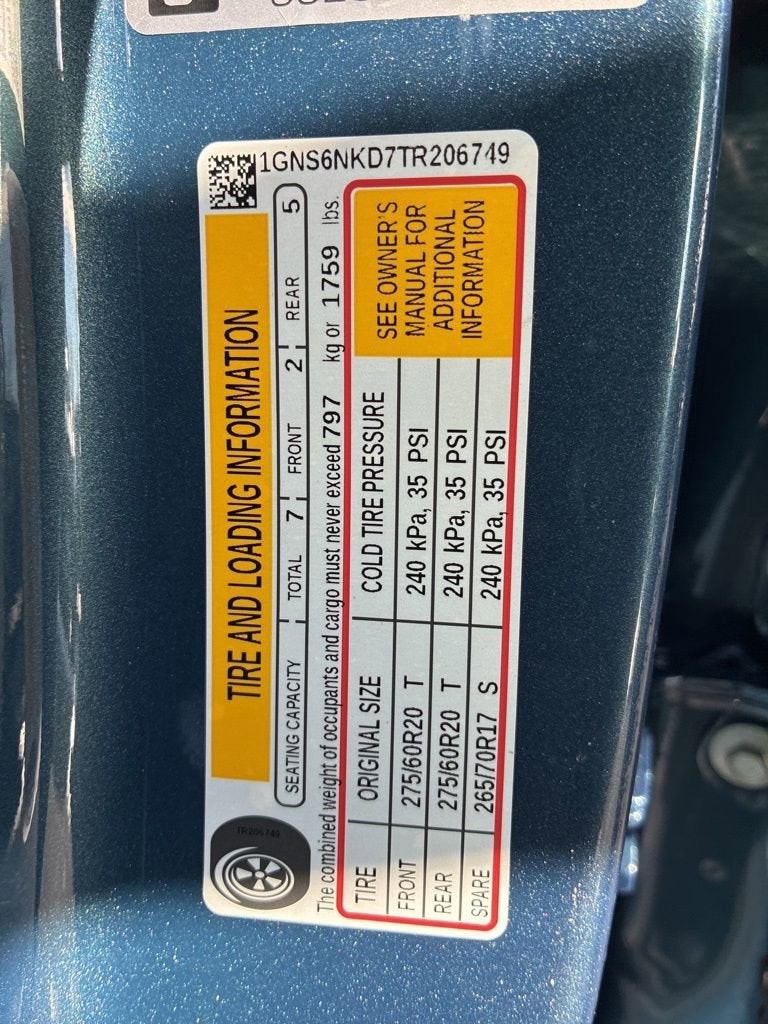 1GNS6NKD7TR206749
TIRE AND LOADING INFORMATION
SEATING CAPACITY TOTAL 7 FRONT 2 REAR 5
The combined weight of occupants and cargo must never exceed 797 kg or 1759 lbs.
TIRE ORIGINAL SIZE COLD TIRE PRESSURE
FRONT 275/60R20 T 240 kPa, 35 PSI
REAR 275/60R20 T 240 kPa, 35 PSI
SPARE 265/70R17 S 240 kPa, 35 PSI
SEE OWNER'S
MANUAL FOR
ADDITIONAL
INFORMATION
TR206749